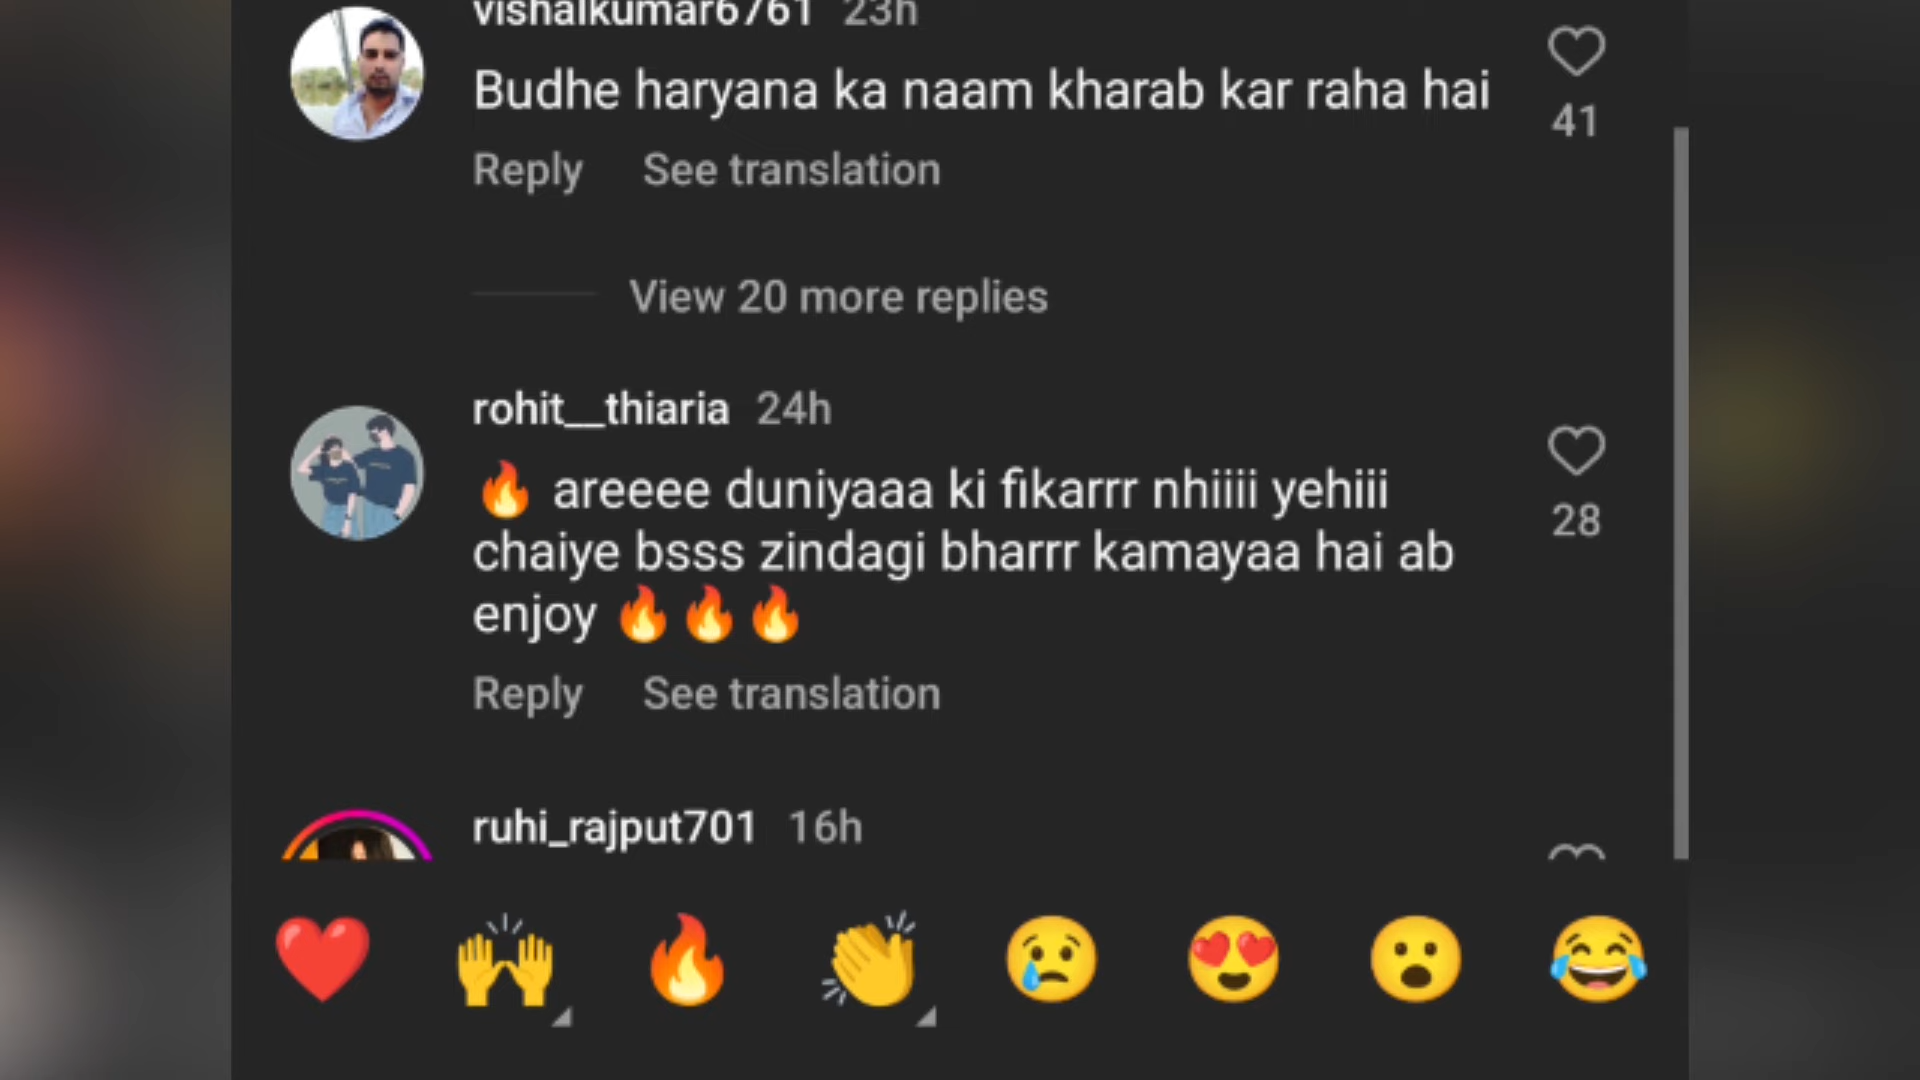 vishalkumar6761 23h
Budhe haryana ka naam kharab kar raha hai
41
Reply See translation
View 20 more replies
rohit__thiaria 24h
🔥 areeee duniyaaa ki fikarrr nhiiii yehiii
chaiye bsss zindagi bharrr kamayaa hai ab
enjoy 🔥🔥🔥
28
Reply See translation
ruhi_rajput701 16h